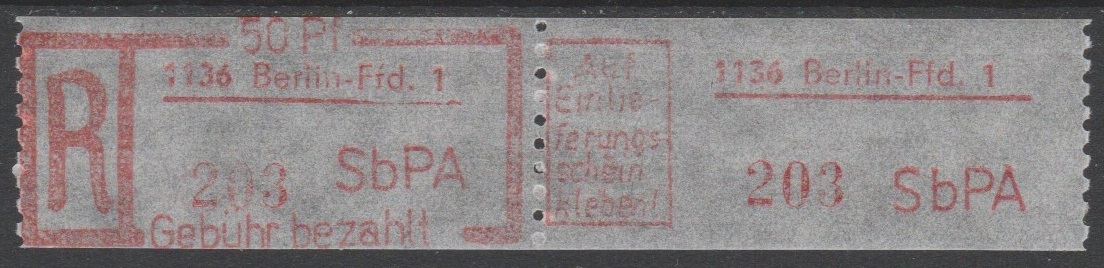 50 Pf
R
1136 Berlin-Ffd. 1
203 SbPA
Gebühr bezahlt
Auf
Einlie-
ferungs
schein
kleben!
1136 Berlin-Ffd. 1
203 SbPA